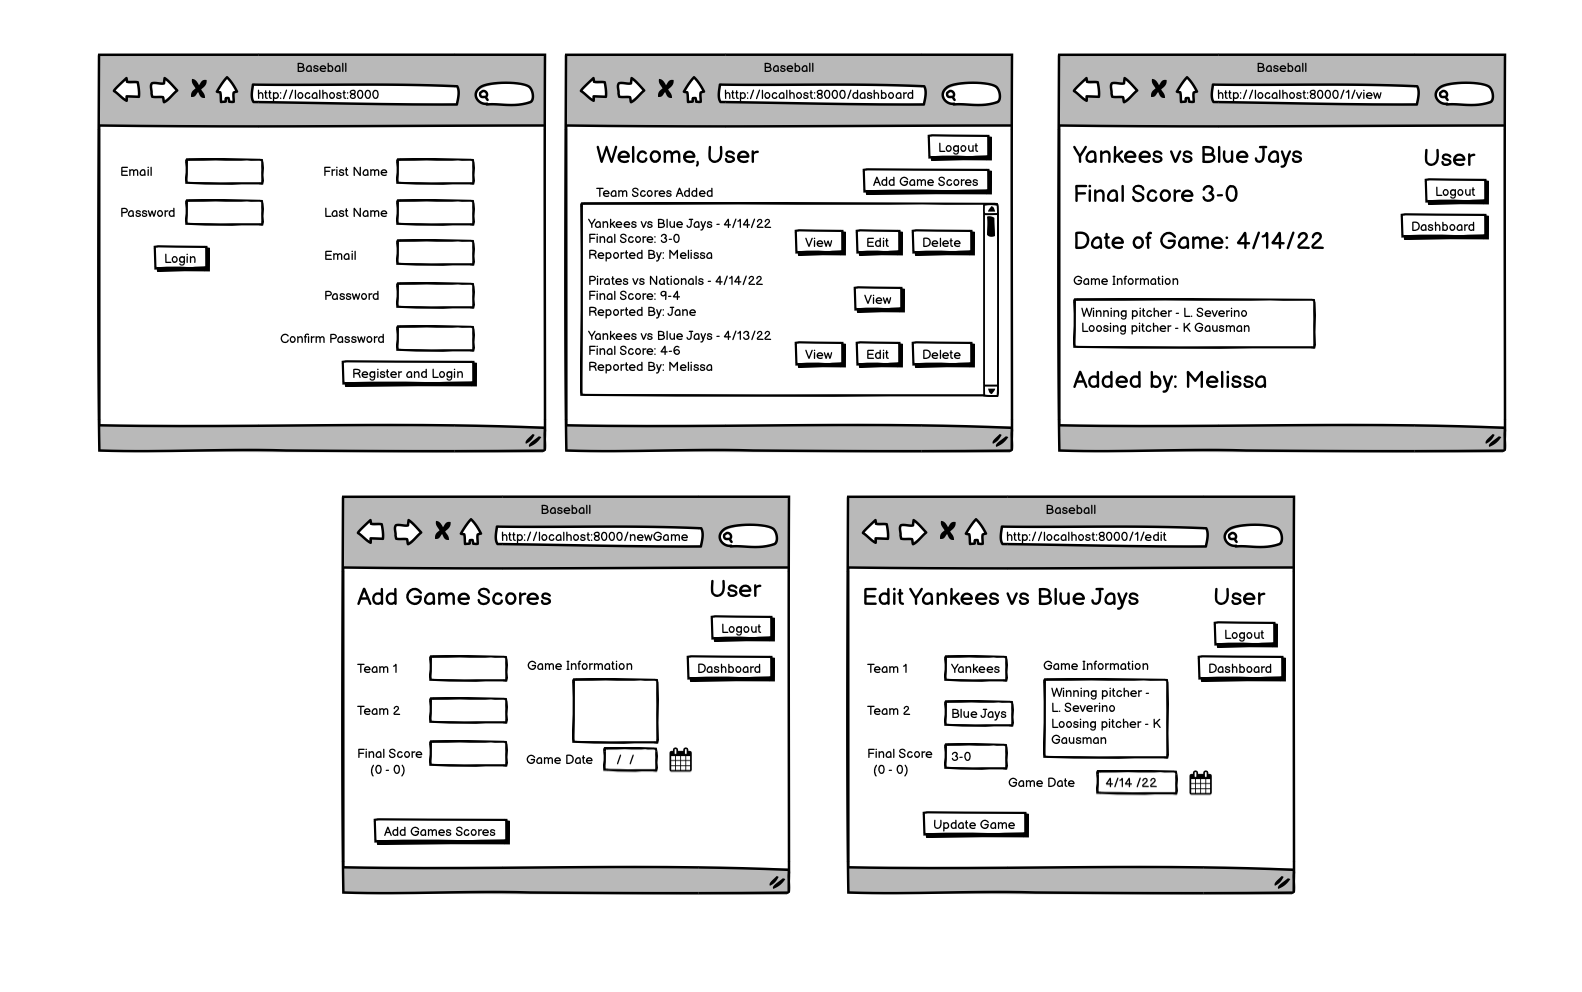 Baseball
http://localhost:8000
Email
Password
Login
Frist Name
Last Name
Email
Password
Confirm Password
Register and Login
Baseball
http://localhost:8000/dashboard
Welcome, User
Logout
Add Game Scores
Team Scores Added
Yankees vs Blue Jays - 4/14/22
Final Score: 3-0
Reported By: Melissa
View Edit Delete
Pirates vs Nationals - 4/14/22
Final Score: 9-4
Reported By: Jane
View
Yankees vs Blue Jays - 4/13/22
Final Score: 4-6
Reported By: Melissa
View Edit Delete
Baseball
http://localhost:8000/1/view
Yankees vs Blue Jays
User
Final Score 3-0
Logout
Dashboard
Date of Game: 4/14/22
Game Information
Winning pitcher - L. Severino
Loosing pitcher - K Gausman
Added by: Melissa
Baseball
http://localhost:8000/newGame
Add Game Scores
User
Logout
Dashboard
Team 1
Team 2
Final Score
(0 - 0)
Game Information
Game Date / /
Add Games Scores
Baseball
http://localhost:8000/1/edit
Edit Yankees vs Blue Jays
User
Logout
Dashboard
Team 1 Yankees
Team 2 Blue Jays
Final Score 3-0
(0 - 0)
Game Information
Winning pitcher -
L. Severino
Loosing pitcher - K
Gausman
Game Date 4/14 /22
Update Game